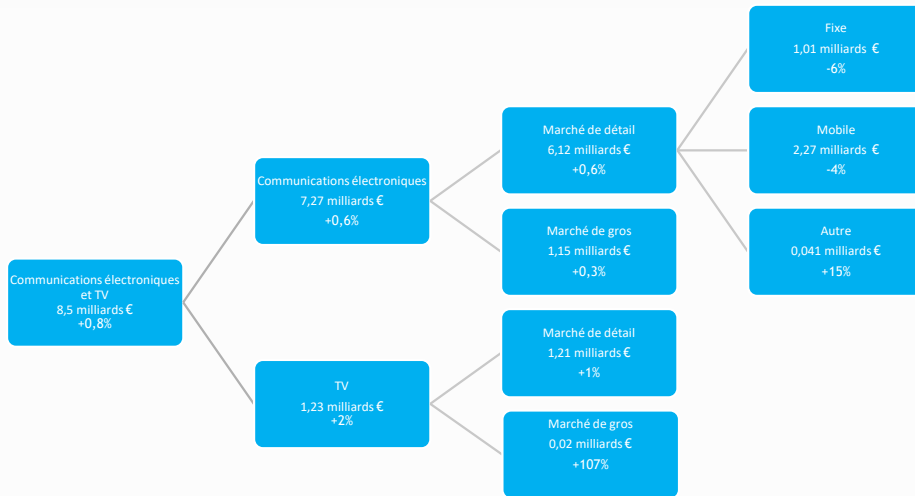 Communications électroniques
et TV
8,5 milliards €
+0,8%
Communications électroniques
7,27 milliards €
+0,6%
TV
1,23 milliards €
+2%
Marché de détail
6,12 milliards €
+0,6%
Marché de gros
1,15 milliards €
+0,3%
Marché de détail
1,21 milliards €
+1%
Marché de gros
0,02 milliards €
+107%
Fixe
1,01 milliards €
-6%
Mobile
2,27 milliards €
-4%
Autre
0,041 milliards €
+15%